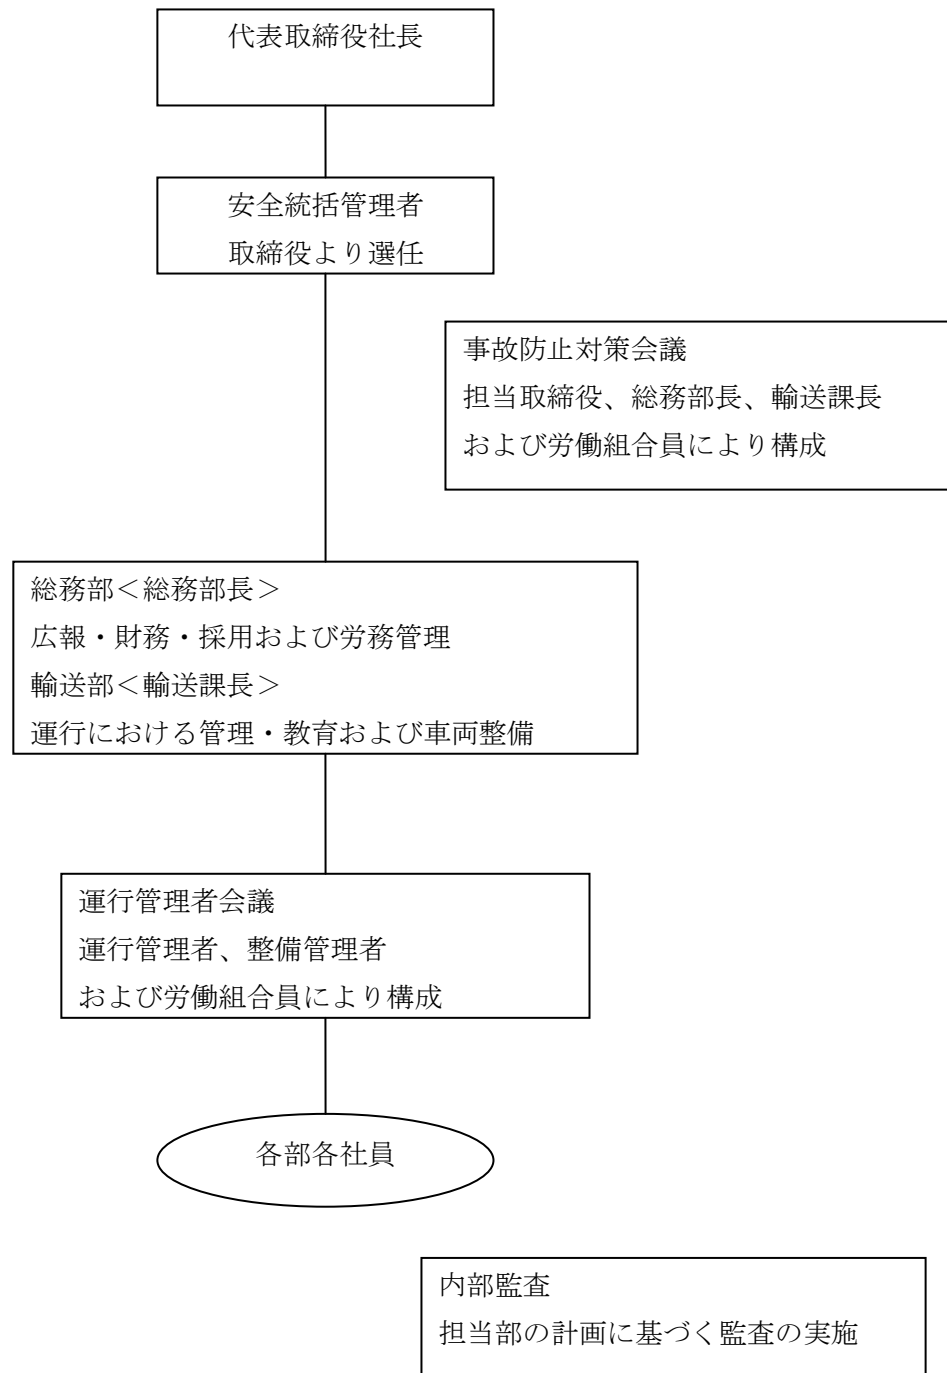 代表取締役社長
安全統括管理者
取締役より選任
事故防止対策会議
担当取締役、総務部長、輸送課長
および労働組合員により構成
総務部＜総務部長＞
広報・財務・採用および労務管理
輸送部＜輸送課長＞
運行における管理・教育および車両整備
運行管理者会議
運行管理者、整備管理者
および労働組合員により構成
各部各社員
内部監査
担当部の計画に基づく監査の実施